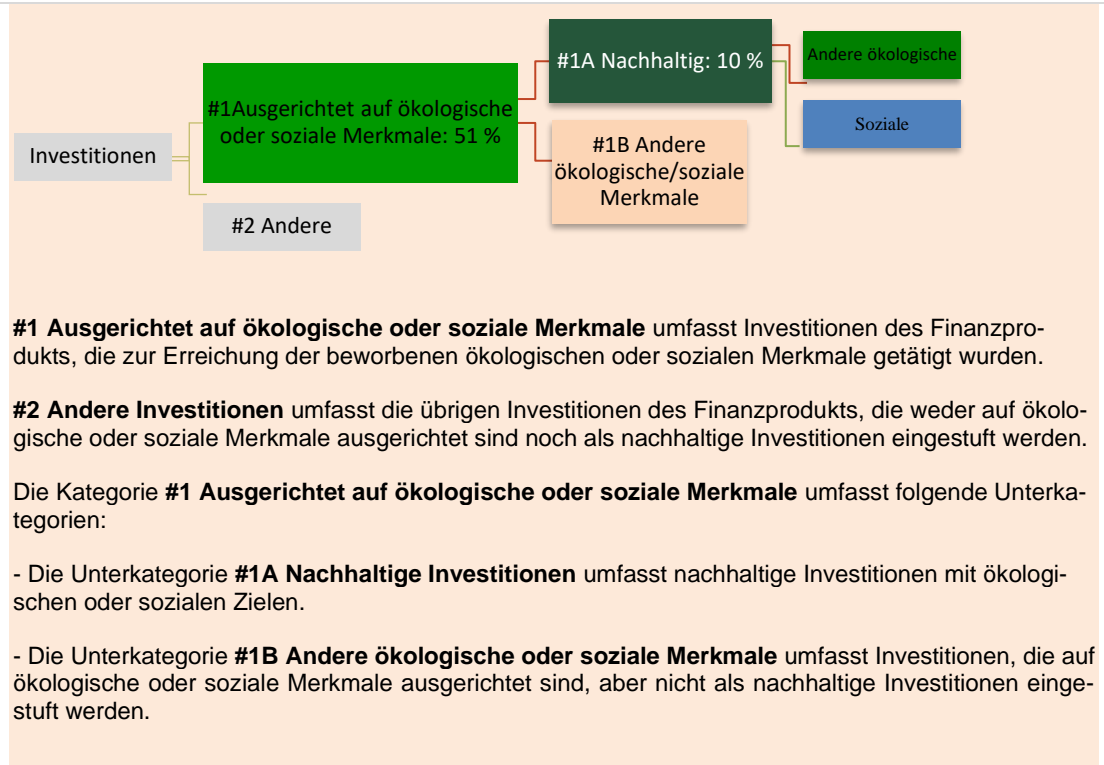 Investitionen
#1Ausgerichtet auf ökologische
oder soziale Merkmale: 51 %
#2 Andere
#1A Nachhaltig: 10 %
#1B Andere
ökologische/soziale
Merkmale
Andere ökologische
Soziale
#1 Ausgerichtet auf ökologische oder soziale Merkmale umfasst Investitionen des Finanzpro-
dukts, die zur Erreichung der beworbenen ökologischen oder sozialen Merkmale getätigt wurden.
#2 Andere Investitionen umfasst die übrigen Investitionen des Finanzprodukts, die weder auf ökolo-
gische oder soziale Merkmale ausgerichtet sind noch als nachhaltige Investitionen eingestuft werden.
Die Kategorie #1 Ausgerichtet auf ökologische oder soziale Merkmale umfasst folgende Unterka-
tegorien:
- Die Unterkategorie #1A Nachhaltige Investitionen umfasst nachhaltige Investitionen mit ökologi-
schen oder sozialen Zielen.
- Die Unterkategorie #1B Andere ökologische oder soziale Merkmale umfasst Investitionen, die auf
ökologische oder soziale Merkmale ausgerichtet sind, aber nicht als nachhaltige Investitionen einge-
stuft werden.